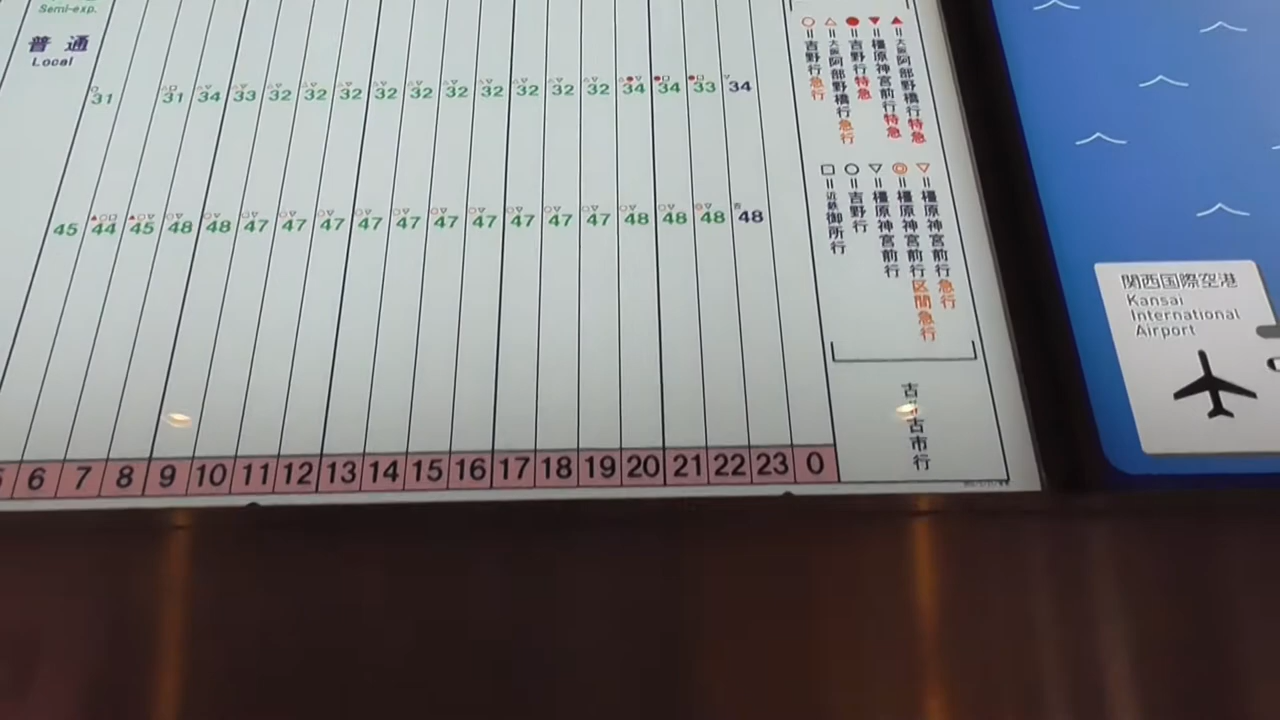 Semi-exp.
普通
Local
31 31 34 33 32 32 32 32 32 32 32 32 32 32 34 34 33 34
45 44 45 48 48 47 47 47 47 47 47 47 47 47 47 48 48 48 48
6 7 8 9 10 11 12 13 14 15 16 17 18 19 20 21 22 23 0
▲=大阪阿部野橋行特急
▼=橿原神宮前行特急
●=吉野行特急
△=大阪阿部野橋行急行
○=吉野行急行
▽=橿原神宮前行急行
◎=橿原神宮前行区間急行
▽=橿原神宮前行
○=吉野行
□=近鉄御所行
古=古市行
関西国際空港
Kansai
International
Airport